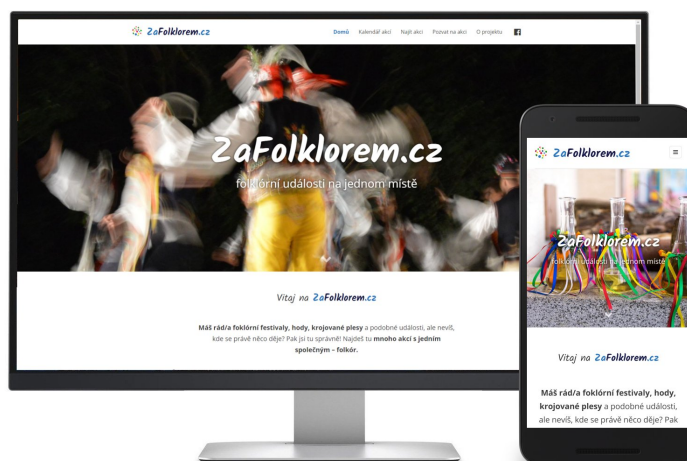 ZaFolklorem.cz
Domů Kalendář akcí Najít akci Pozvat na akci O projektu
ZaFolklorem.cz
folklórní události na jednom místě
Vítaj na ZaFolklorem.cz
Máš rád/a foklórní festivaly, hody, krojované plesy a podobné události, ale nevíš,
kde se právě něco děje? Pak jsi tu správně! Najdeš tu mnoho akcí s jedním
společným – folkór.
ZaFolklorem.cz
ZaFolklorem.cz
folklórní události na jednom místě
Vítaj na ZaFolklorem.cz
Máš rád/a foklórní festivaly, hody,
krojované plesy a podobné události,
ale nevíš, kde se právě něco děje? Pak